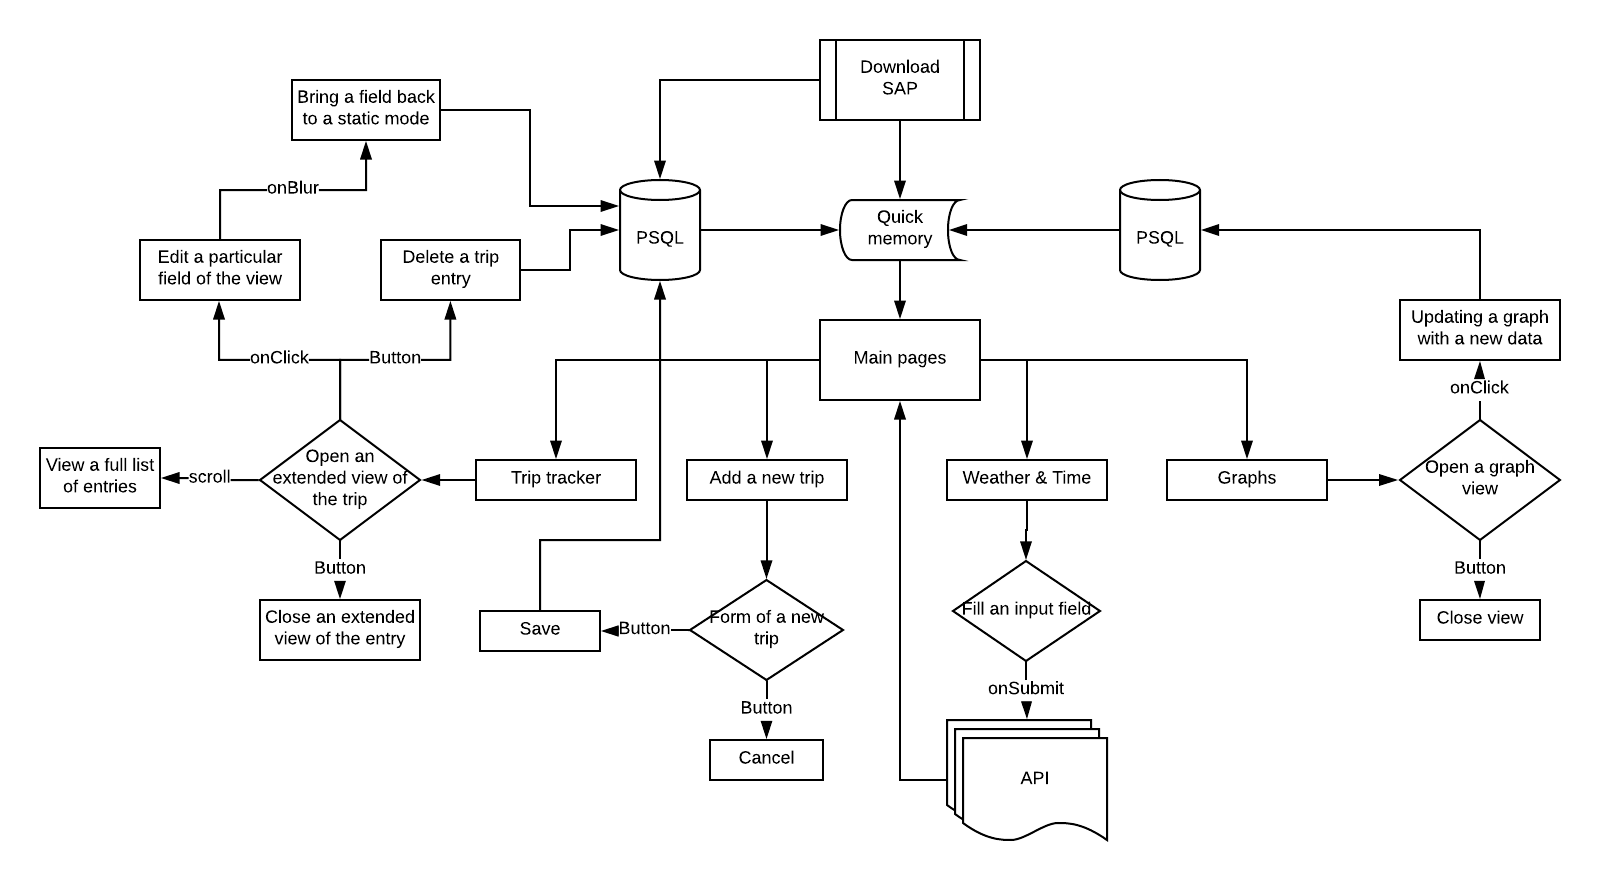 Download
SAP
Bring a field back
to a static mode
onBlur
Quick
memory
PSQL
PSQL
Edit a particular
field of the view
Delete a trip
entry
Updating a graph
with a new data
onClick
Button
Main pages
onClick
Open an
extended view of
the trip
View a full list
of entries
scroll
Trip tracker
Add a new trip
Weather & Time
Graphs
Open a graph
view
Button
Button
Close an extended
view of the entry
Save
Button
Form of a new
trip
Fill an input field
Close view
onSubmit
Button
Cancel
API